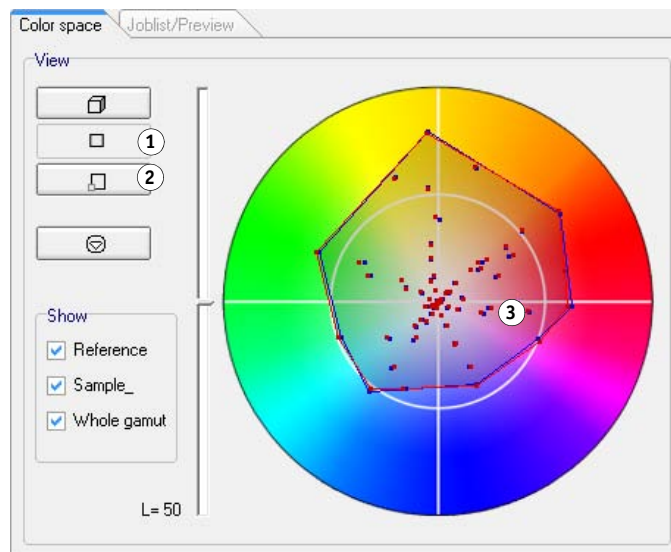 Color space
Joblist/Preview
View
1
2
Show
Reference
Sample_
Whole gamut
3
L= 50